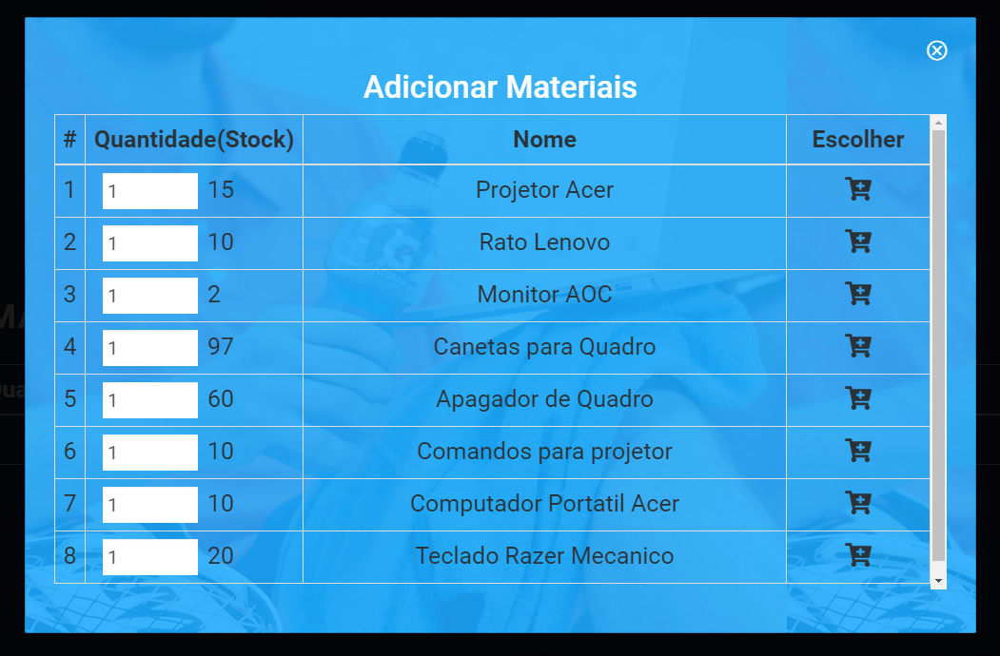 Adicionar Materiais
# Quantidade(Stock) Nome Escolher
1 1 15 Projetor Acer
2 1 10 Rato Lenovo
3 1 2 Monitor AOC
4 1 97 Canetas para Quadro
5 1 60 Apagador de Quadro
6 1 10 Comandos para projetor
7 1 10 Computador Portatil Acer
8 1 20 Teclado Razer Mecanico